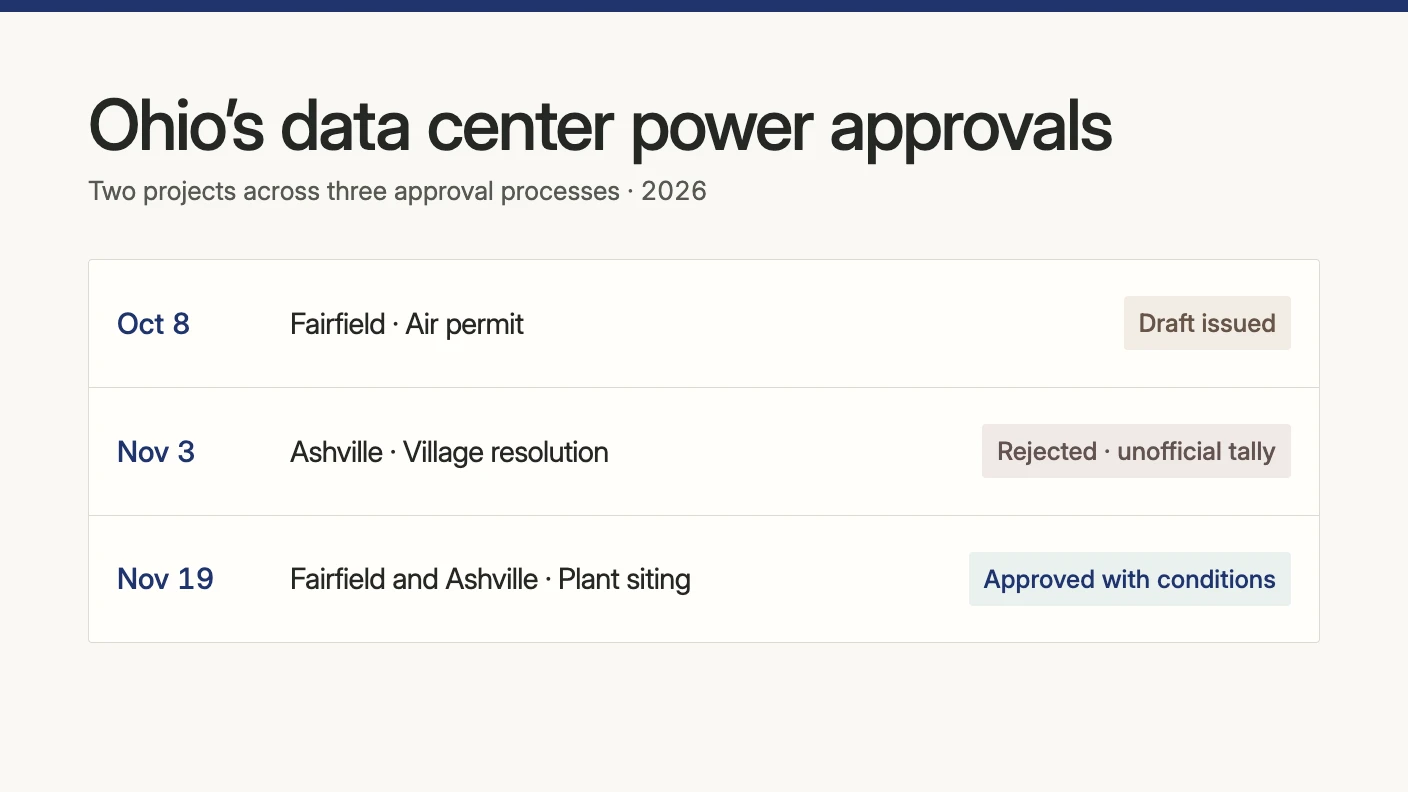 Ohio’s data center power approvals
Two projects across three approval processes · 2026
Oct 8 Fairfield · Air permit Draft issued
Nov 3 Ashville · Village resolution Rejected · unofficial tally
Nov 19 Fairfield and Ashville · Plant siting Approved with conditions